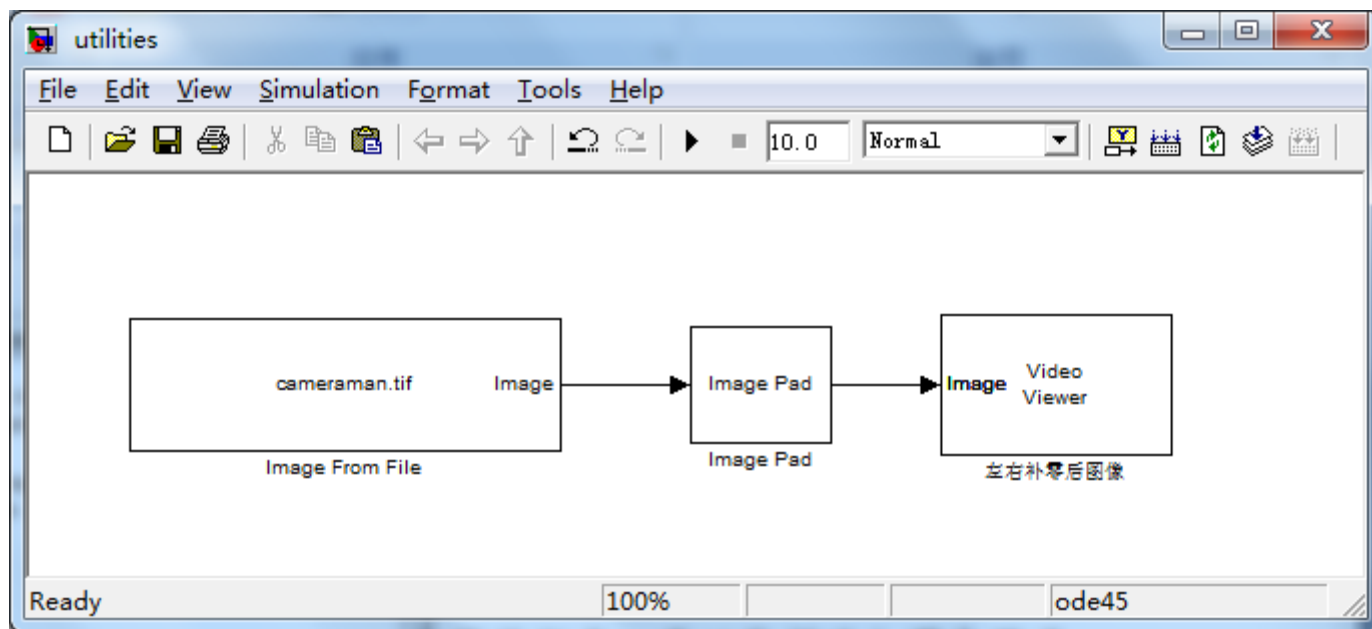 utilities
File Edit View Simulation Format Tools Help
10.0 Normal
cameraman.tif Image
Image From File
Image Pad
Image Pad
Image Video
Viewer
左右补零后图像
Ready 100% ode45